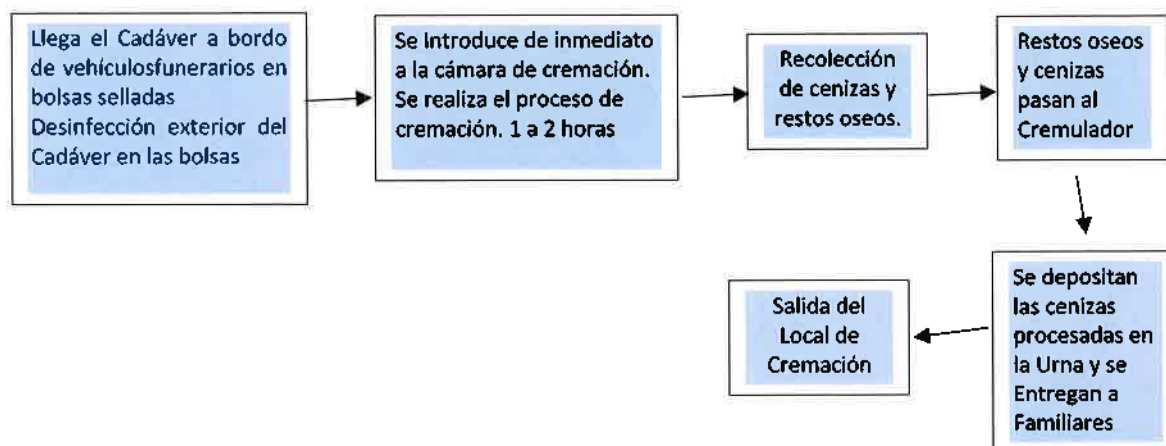 Llega el Cadáver a bordo
de vehículosfunerarios en
bolsas selladas
Desinfección exterior del
Cadáver en las bolsas
Se Introduce de inmediato
a la cámara de cremación.
Se realiza el proceso de
cremación. 1 a 2 horas
Recolección
de cenizas y
restos oseos.
Restos oseos
y cenizas
pasan al
Cremulador
Se depositan
las cenizas
procesadas en
la Urna y se
Entregan a
Familiares
Salida del
Local de
Cremación